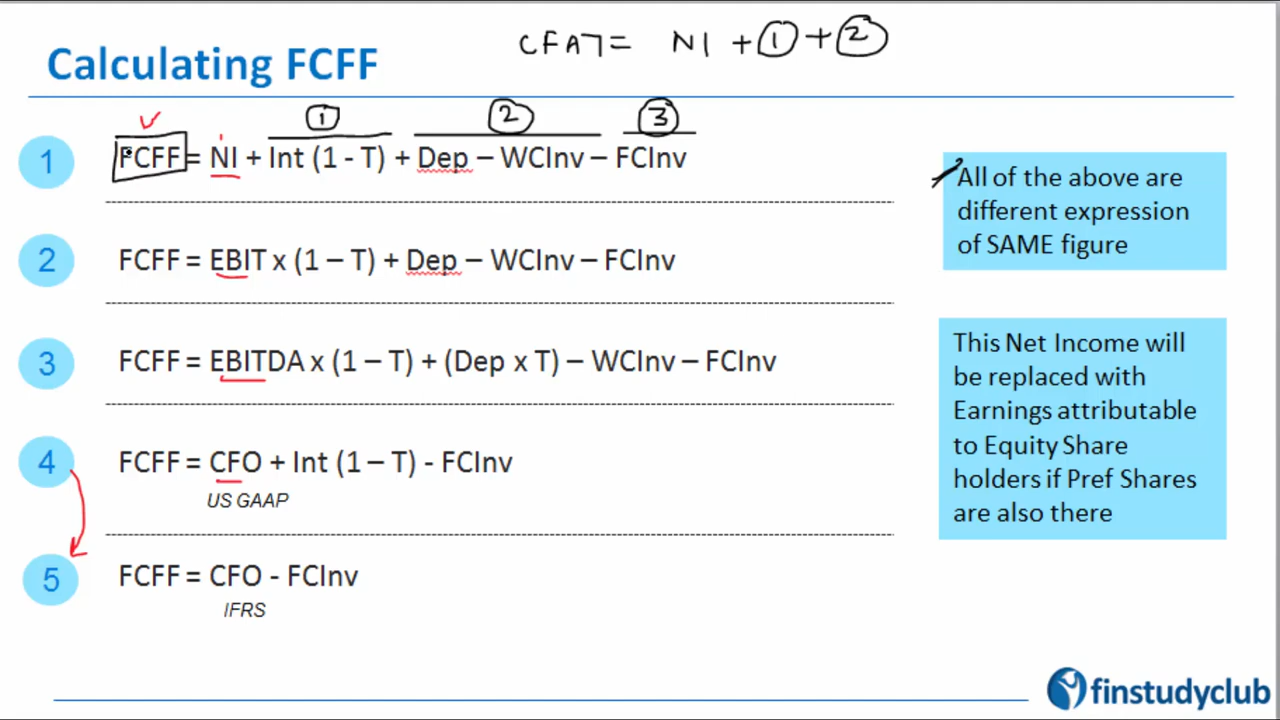 CFAT = NI + ① + ②
Calculating FCFF
① ② ③
1 FCFF = NI + Int (1 - T) + Dep – WCInv – FCInv
2 FCFF = EBIT x (1 – T) + Dep – WCInv – FCInv
3 FCFF = EBITDA x (1 – T) + (Dep x T) – WCInv – FCInv
4 FCFF = CFO + Int (1 – T) - FCInv
US GAAP
5 FCFF = CFO - FCInv
IFRS
All of the above are
different expression
of SAME figure
This Net Income will
be replaced with
Earnings attributable
to Equity Share
holders if Pref Shares
are also there
finstudyclub